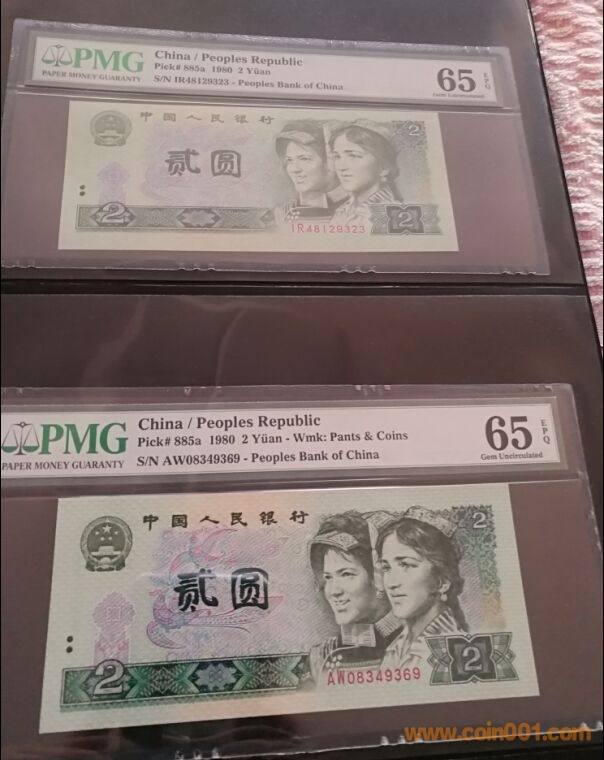 PMG
PAPER MONEY GUARANTY
China / Peoples Republic
Pick# 885a 1980 2 Yüan
S/N IR48129323 - Peoples Bank of China
65 EPQ
Gem Uncirculated
中国人民银行
贰圆
2
2
2
IR48129323
PMG
PAPER MONEY GUARANTY
China / Peoples Republic
Pick# 885a 1980 2 Yüan - Wmk: Pants & Coins
S/N AW08349369 - Peoples Bank of China
65 EPQ
Gem Uncirculated
中国人民银行
贰圆
2
2
2
AW08349369
www.coin001.com